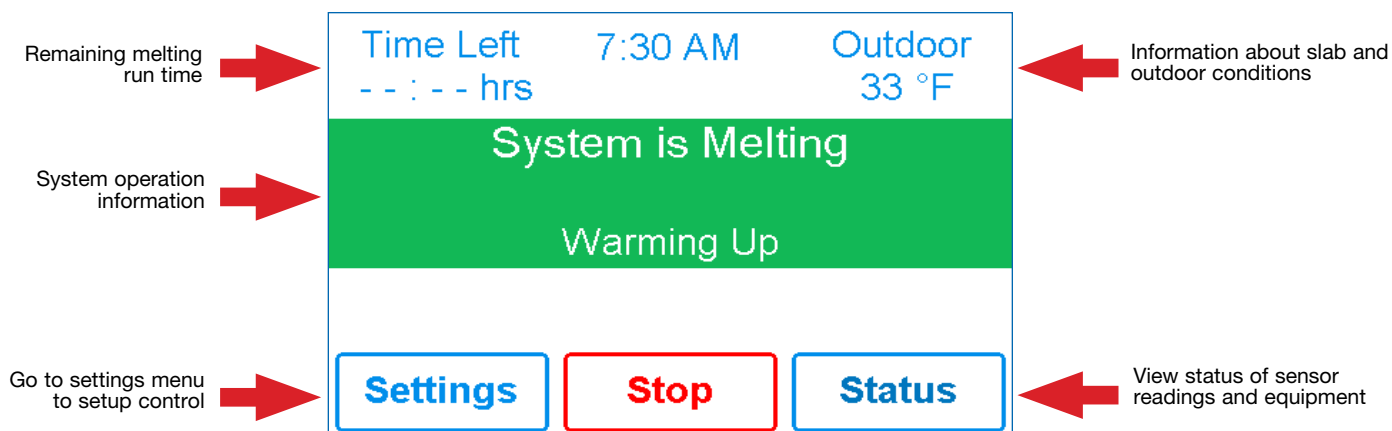 Remaining melting
run time
Time Left
- - : - - hrs
7:30 AM
Outdoor
33 °F
Information about slab and
outdoor conditions
System operation
information
System is Melting
Warming Up
Go to settings menu
to setup control
Settings
Stop
Status
View status of sensor
readings and equipment